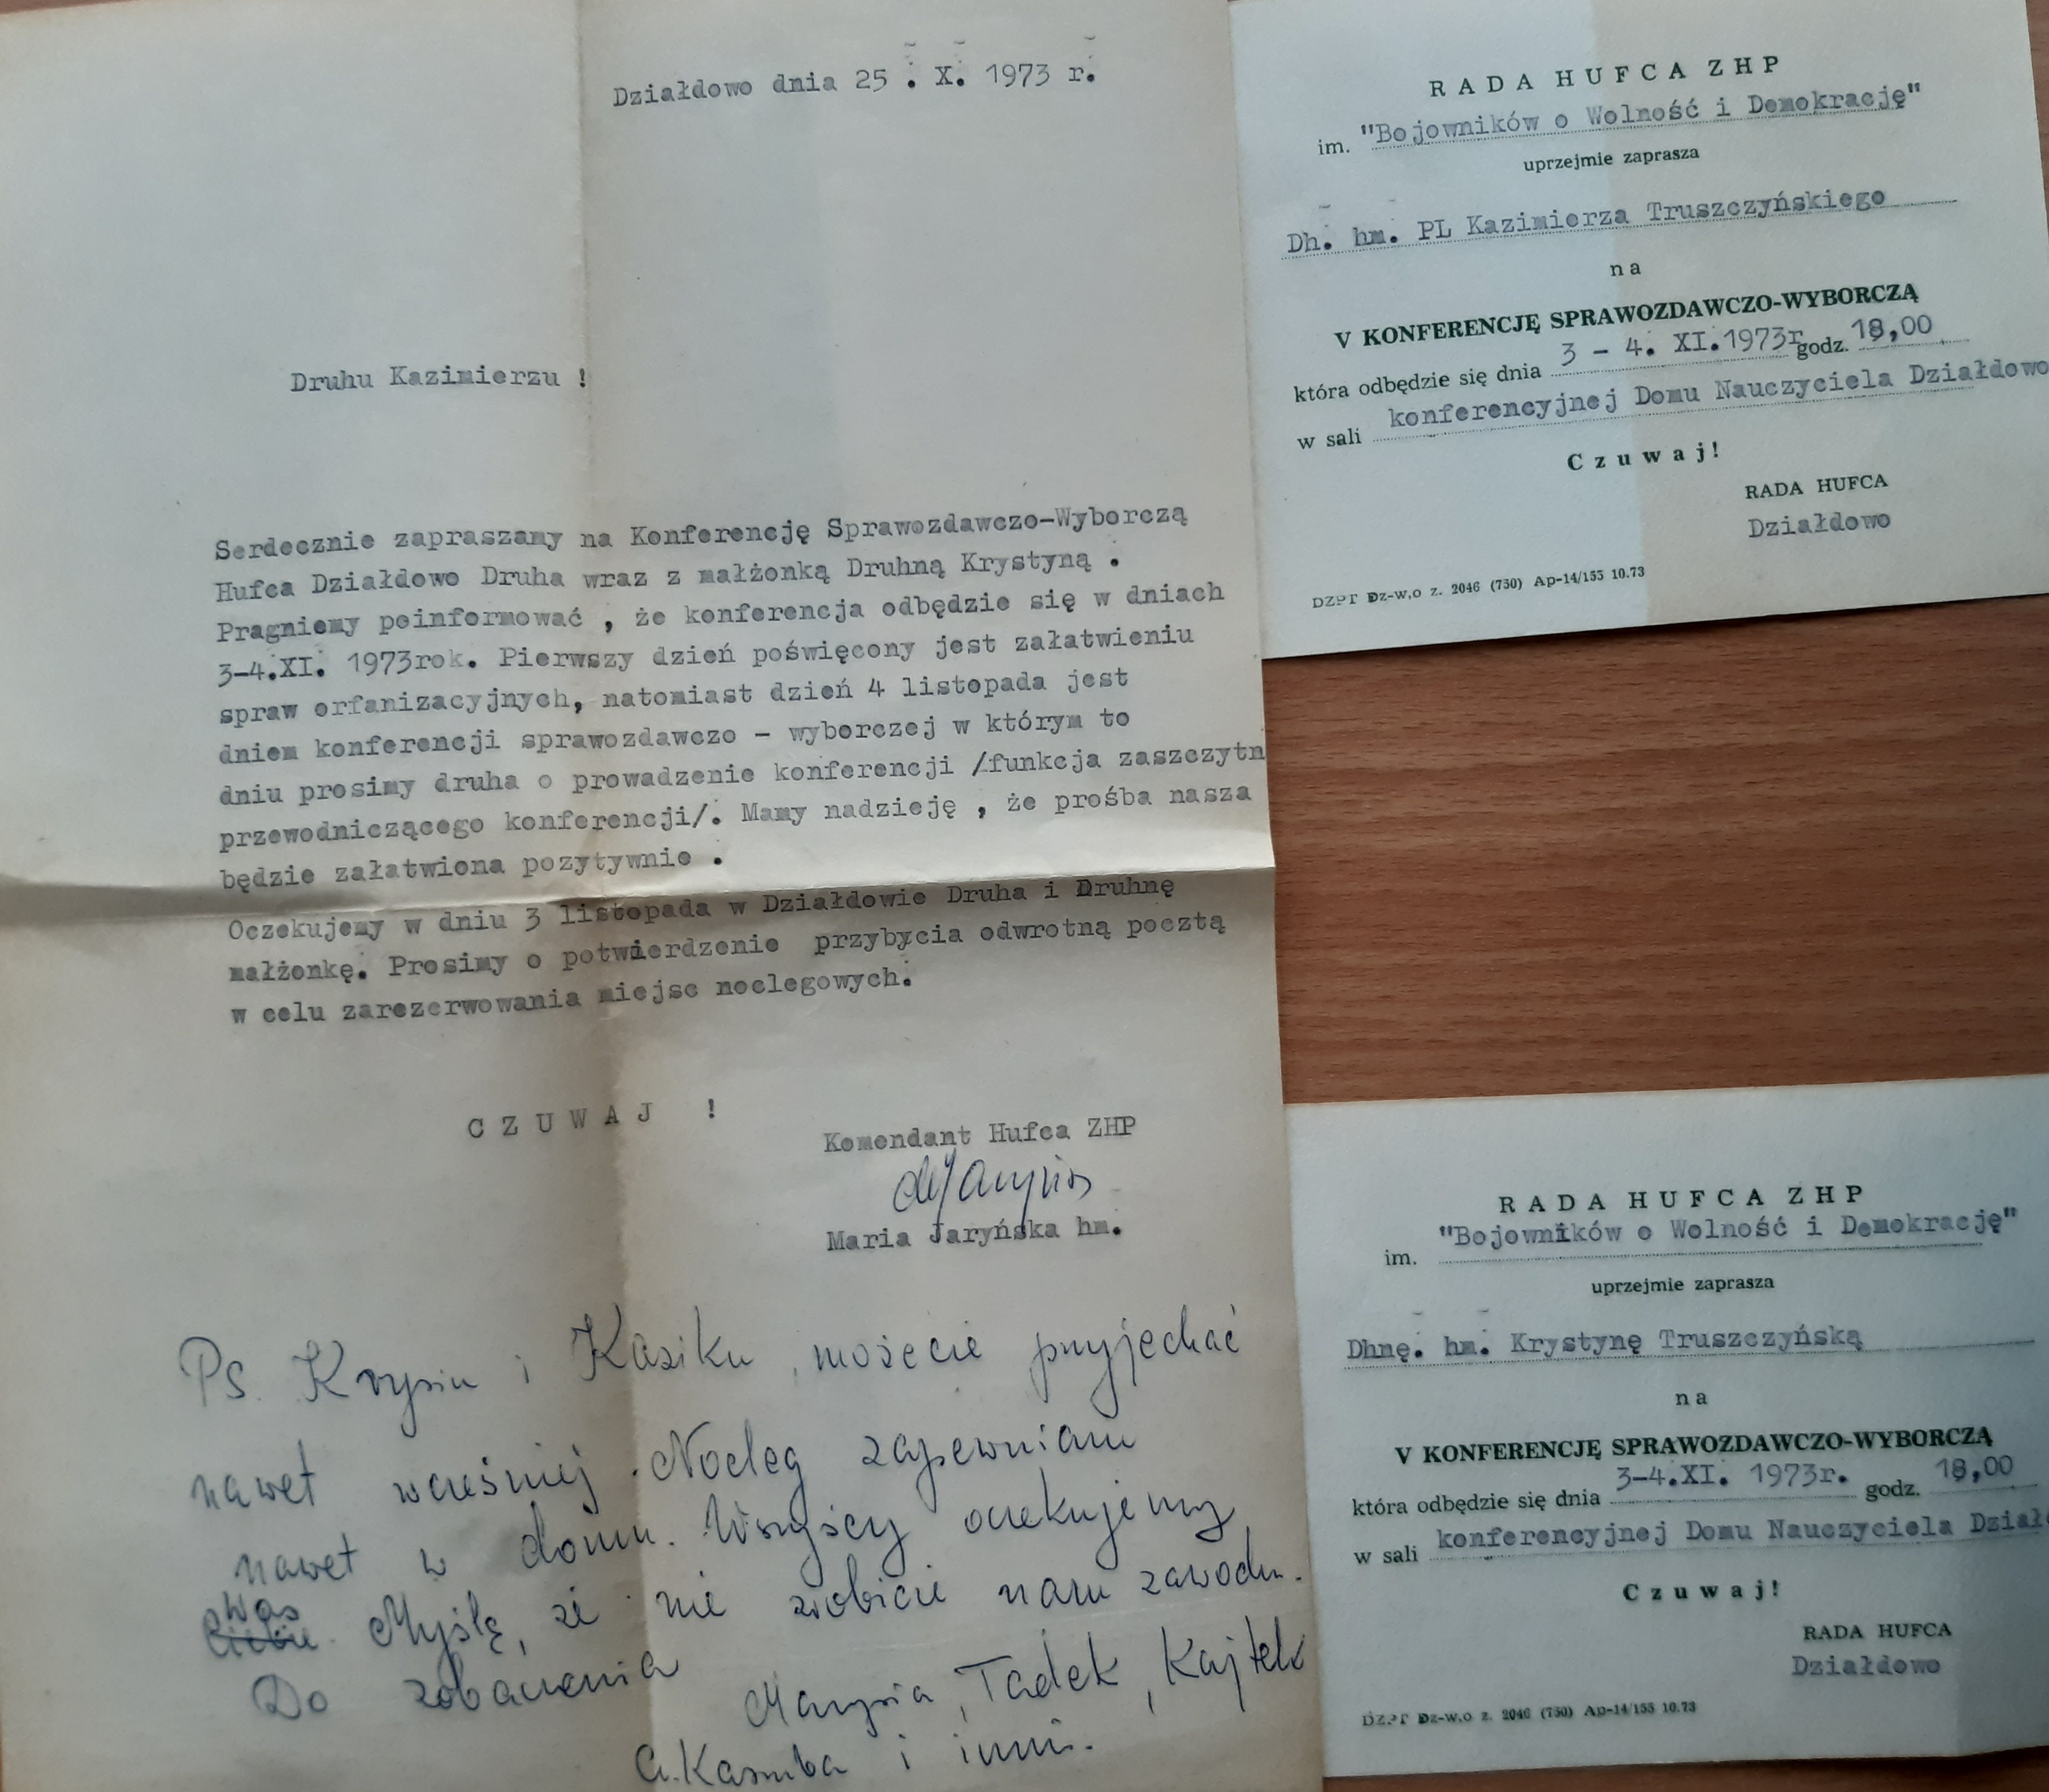 Działdowo dnia 25 . X. 1973 r.
Druhu Kazimierzu !
Serdecznie zapraszamy na Konferencję Sprawozdawczo-Wyborczą
Hufca Działdowo Druha wraz z małżonką Druhną Krystyną .
Pragniemy poinformować , że konferencja odbędzie się w dniach
3-4.XI. 1973rok. Pierwszy dzień poświęcony jest załatwieniu
spraw orfanizacyjnych, natomiast dzień 4 listopada jest
dniem konferencji sprawozdawczo - wyborczej w którym to
dniu prosimy druha o prowadzenie konferencji /funkcja zaszczytn
przewodniczącego konferencji/. Mamy nadzieję , że prośba nasza
będzie załatwiona pozytywnie .
Oczekujemy w dniu 3 listopada w Działdowie Druha i Druhnę
małżonkę. Prosimy o potwierdzenie przybycia odwrotną pocztą
w celu zarezerwowania miejsc noclegowych.
C Z U W A J !
Komendant Hufca ZHP
Maria Jaryńska hm.
Ps. Krysiu i Kaziku, możecie przyjechać
nawet wcześniej. Nocleg zapewniam
nawet w domu. Wszyscy oczekujemy
was
Ciebie. Myślę, że nie zrobicie nam zawodu.
Do zobaczenia
Marysia, Tadek, Kajtek
i inni.
RADA HUFCA ZHP
im. "Bojowników o Wolność i Demokrację"
uprzejmie zaprasza
Dh. hm. PL Kazimierza Truszczyńskiego
na
V KONFERENCJĘ SPRAWOZDAWCZO-WYBORCZĄ
która odbędzie się dnia 3 - 4. XI.1973r. godz. 18,00
w sali konferencyjnej Domu Nauczyciela Działdowo
Czuwaj!
RADA HUFCA
Działdowo
DZPT Dz-w,o z. 2046 (750) Ap-14/155 10.73
RADA HUFCA ZHP
im. "Bojowników o Wolność i Demokrację"
uprzejmie zaprasza
Dhnę. hm. Krystynę Truszczyńską
na
V KONFERENCJĘ SPRAWOZDAWCZO-WYBORCZĄ
która odbędzie się dnia 3-4.XI. 1973r. godz. 18,00
w sali konferencyjnej Domu Nauczyciela Dział
Czuwaj!
RADA HUFCA
Działdowo
DZPT Dz-w,o z. 2046 (750) Ap-14/155 10.73